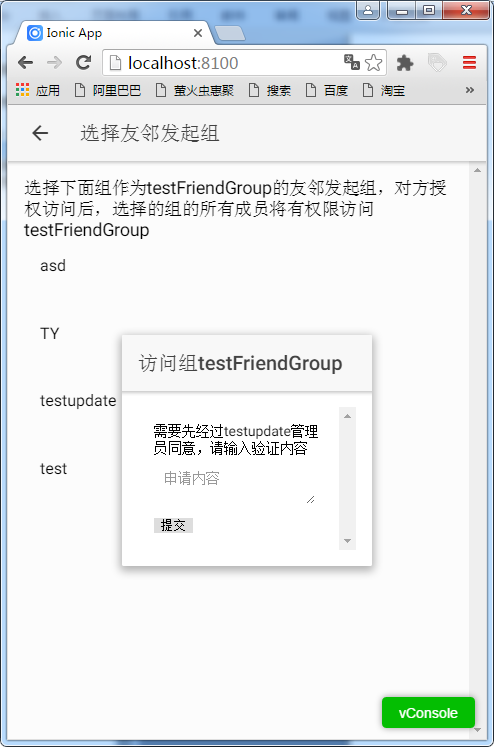 Ionic App
localhost:8100
应用
阿里巴巴
萤火虫惠聚
搜索
百度
淘宝
»
选择友邻发起组
选择下面组作为testFriendGroup的友邻发起组，对方授
权访问后，选择的组的所有成员将有权限访问
testFriendGroup
asd
TY
testupdate
test
访问组testFriendGroup
需要先经过testupdate管理
员同意，请输入验证内容
申请内容
提交
vConsole